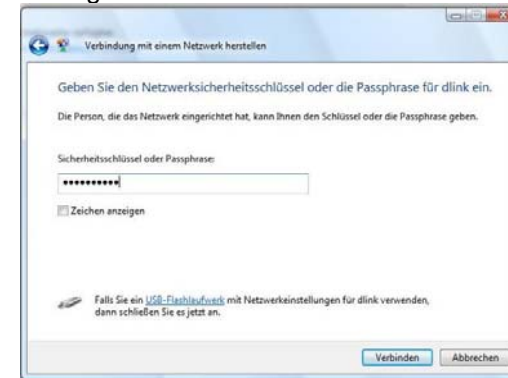 Verbindung mit einem Netzwerk herstellen
Geben Sie den Netzwerksicherheitsschlüssel oder die Passphrase für dlink ein.
Die Person, die das Netzwerk eingerichtet hat, kann Ihnen den Schlüssel oder die Passphrase geben.
Sicherheitsschlüssel oder Passphrase:
••••••••••
Zeichen anzeigen
Falls Sie ein USB-Flashlaufwerk mit Netzwerkeinstellungen für dlink verwenden,
dann schließen Sie es jetzt an.
Verbinden Abbrechen